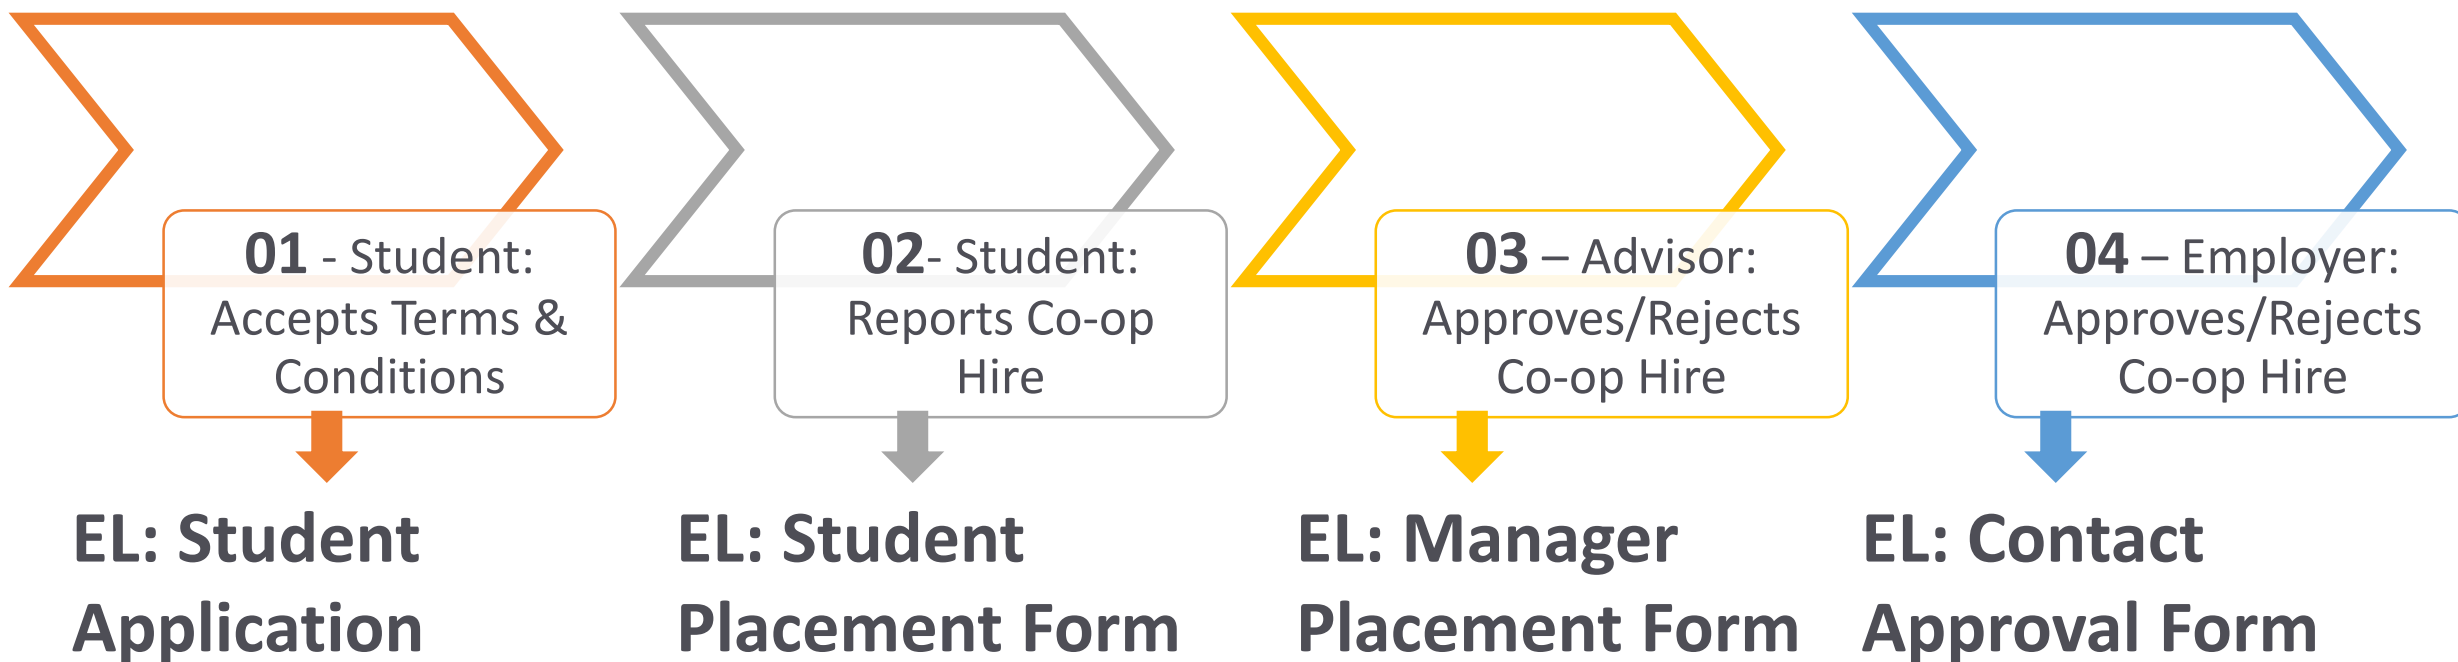 01 - Student:
Accepts Terms &
Conditions
02- Student:
Reports Co-op
Hire
03 – Advisor:
Approves/Rejects
Co-op Hire
04 – Employer:
Approves/Rejects
Co-op Hire
EL: Student
Application
EL: Student
Placement Form
EL: Manager
Placement Form
EL: Contact
Approval Form